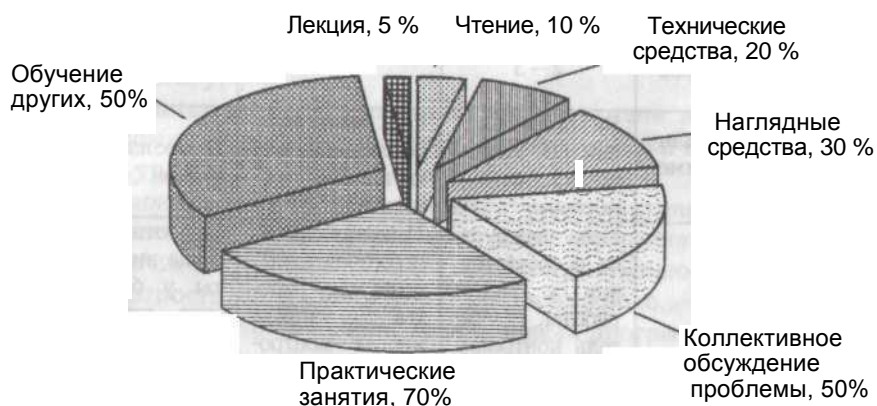 Лекция, 5 %
Чтение, 10 %
Технические
средства, 20 %
Обучение
других, 50%
Наглядные
средства, 30 %
Коллективное
обсуждение
проблемы, 50%
Практические
занятия, 70%